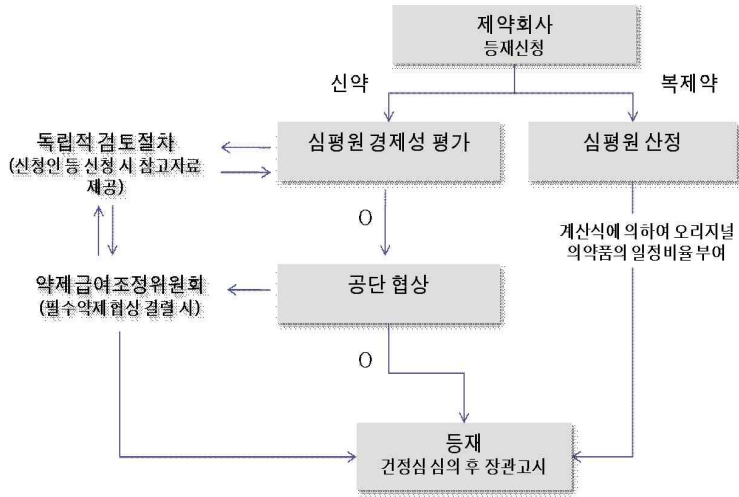 제약회사
등재신청
신약
복제약
독립적 검토절차
(신청인 등 신청 시 참고자료
제공)
심평원 경제성 평가
심평원 산정
O
계산식에 의하여 오리지널
의약품의 일정비율 부여
약제급여조정위원회
(필수약제 협상 결렬 시)
공단 협상
O
등재
건정심 심의 후 장관고시